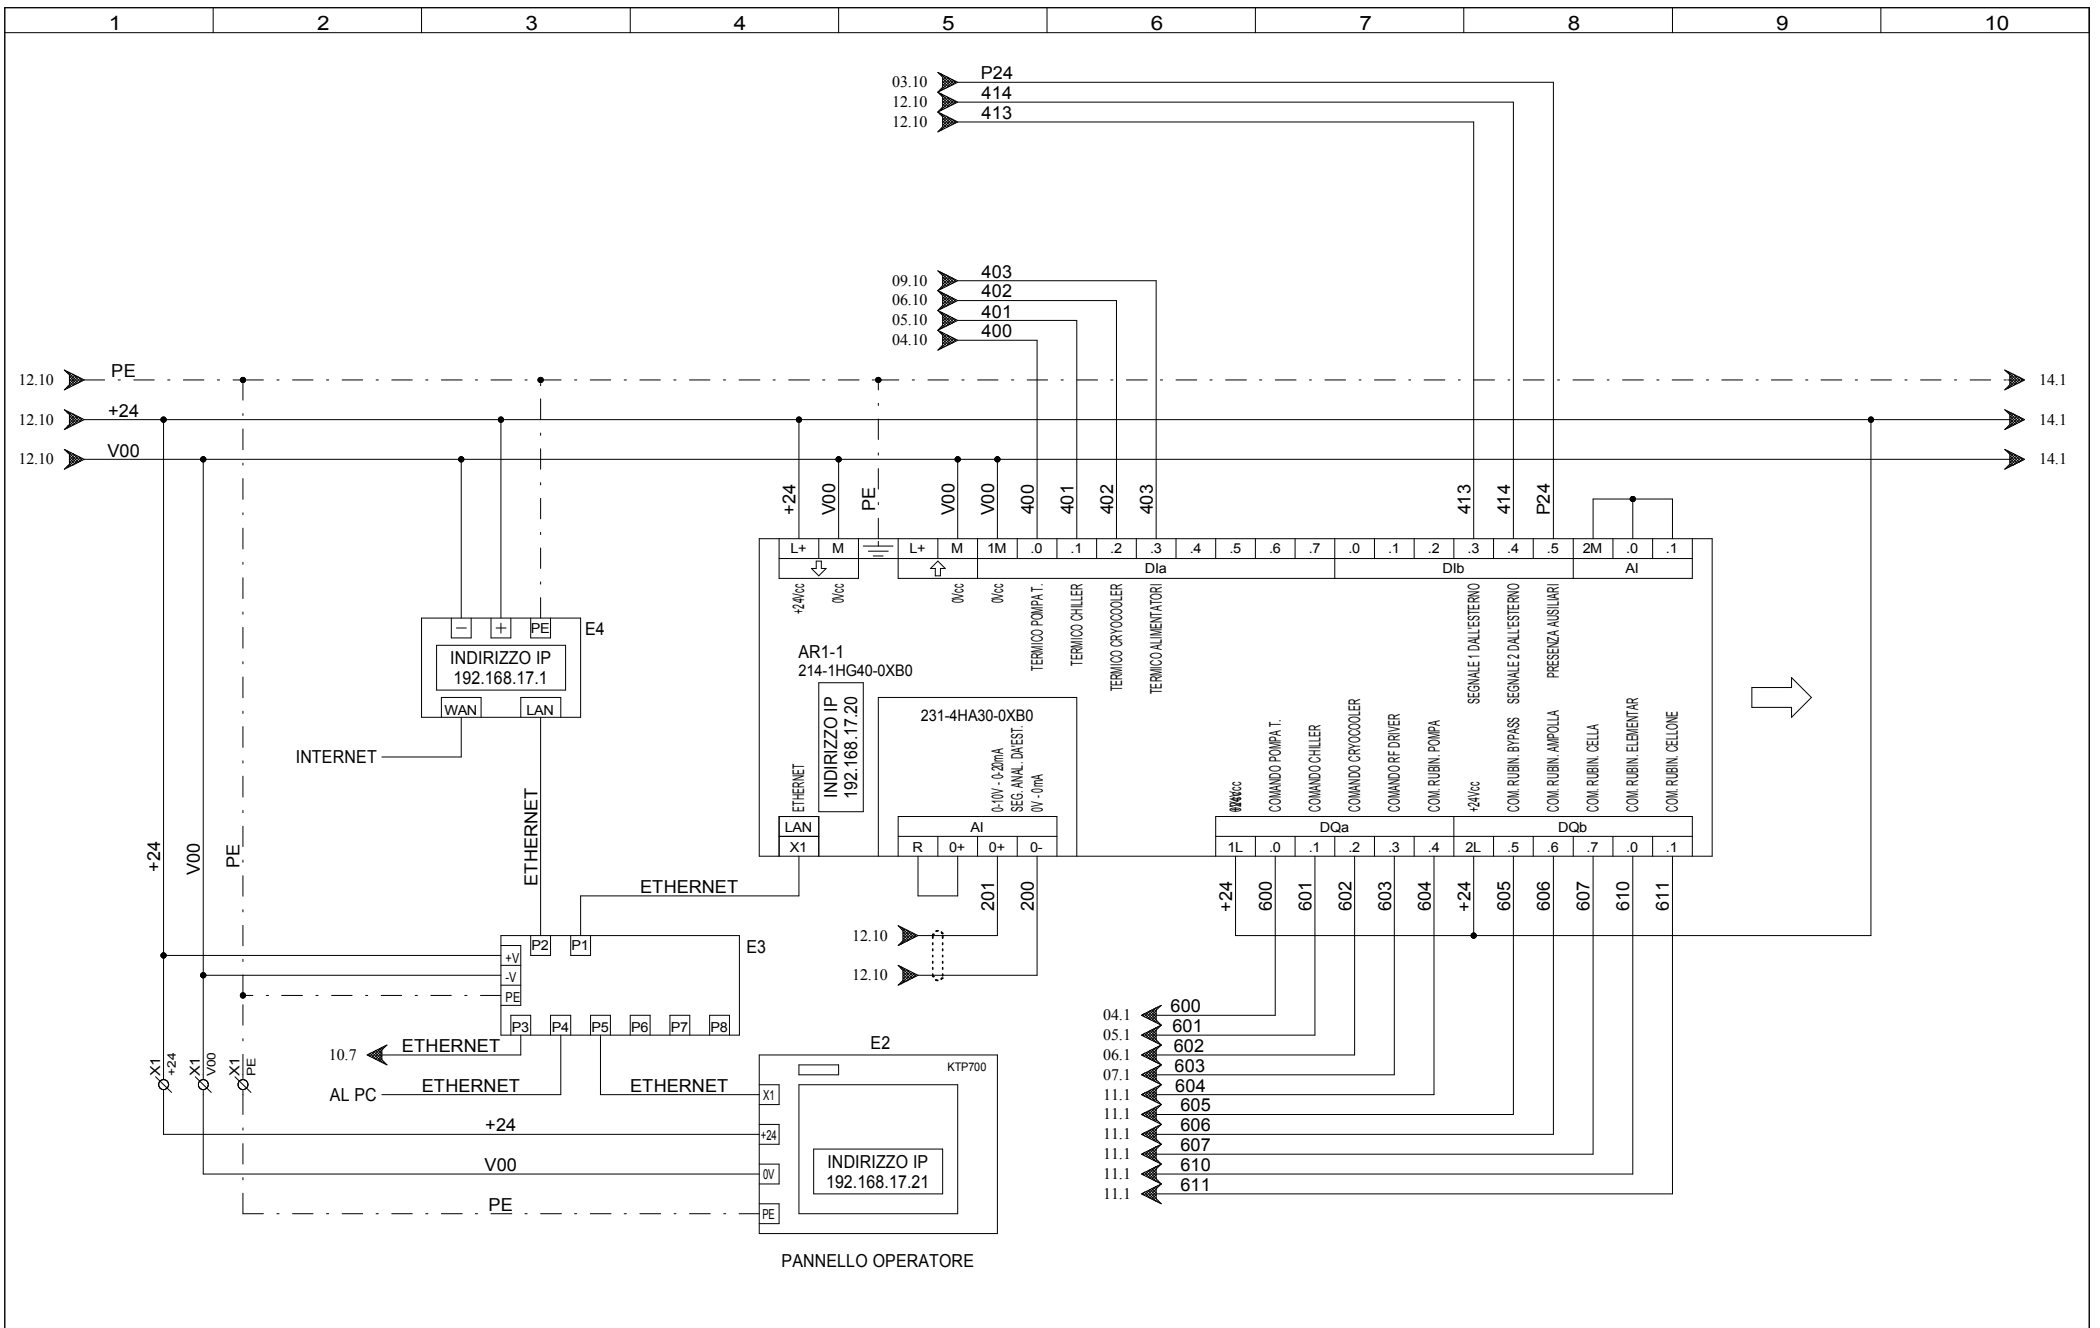 1 2 3 4 5 6 7 8 9 10
03.10 P24
12.10 414
12.10 413
09.10 403
06.10 402
05.10 401
04.10 400
12.10 PE 14.1
12.10 +24 14.1
12.10 V00 14.1
+24 V00 PE V00 V00 400 401 402 403 413 414 P24
L+ M L+ M 1M .0 .1 .2 .3 .4 .5 .6 .7 .0 .1 .2 .3 .4 .5 2M .0 .1
DIa DIb AI
+24Vcc
0Vcc
0Vcc
0Vcc
TERMICO POMPA T.
TERMICO CHILLER
TERMICO CRYOCOOLER
TERMICO ALIMENTATORI
SEGNALE 1 DALL'ESTERNO
SEGNALE 2 DALL'ESTERNO
PRESENZA AUSILIARI
- + PE E4
INDIRIZZO IP
192.168.17.1
WAN LAN
INTERNET
ETHERNET
AR1-1
214-1HG40-0XB0
INDIRIZZO IP
192.168.17.20
ETHERNET
LAN
X1
231-4HA30-0XB0
0-10V - 0-20mA
SEG. ANAL. DA'EST.
0V - 0mA
AI
R 0+ 0+ 0-
201 200
12.10
12.10
COMANDO POMPA T.
COMANDO CHILLER
COMANDO CRYOCOOLER
COMANDO RF DRIVER
COM. RUBIN. POMPA
+24Vcc
COM. RUBIN. BYPASS
COM. RUBIN. AMPOLLA
COM. RUBIN. CELLA
COM. RUBIN. ELEMENTAR
COM. RUBIN. CELLONE
DQa DQb
1L .0 .1 .2 .3 .4 2L .5 .6 .7 .0 .1
+24 600 601 602 603 604 +24 605 606 607 610 611
+24 V00 PE
ETHERNET
P2 P1 E3
+V
-V
PE
P3 P4 P5 P6 P7 P8
10.7 ETHERNET
AL PC ETHERNET
ETHERNET
X1
+24
X1
V00
X1
PE
+24
V00
PE
E2
KTP700
X1
+24
0V
PE
INDIRIZZO IP
192.168.17.21
PANNELLO OPERATORE
04.1 600
05.1 601
06.1 602
07.1 603
11.1 604
11.1 605
11.1 606
11.1 607
11.1 610
11.1 611